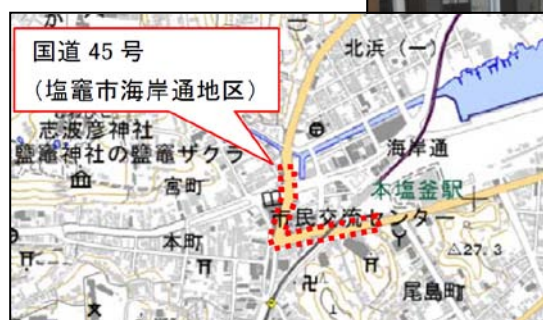 国道 45 号
(塩竈市海岸通地区)
北浜(一)
志波彦神社
鹽竈神社の鹽竈ザクラ
海岸通
宮町
本塩釜駅
市民交流センター
本町
△27.3
尾島町